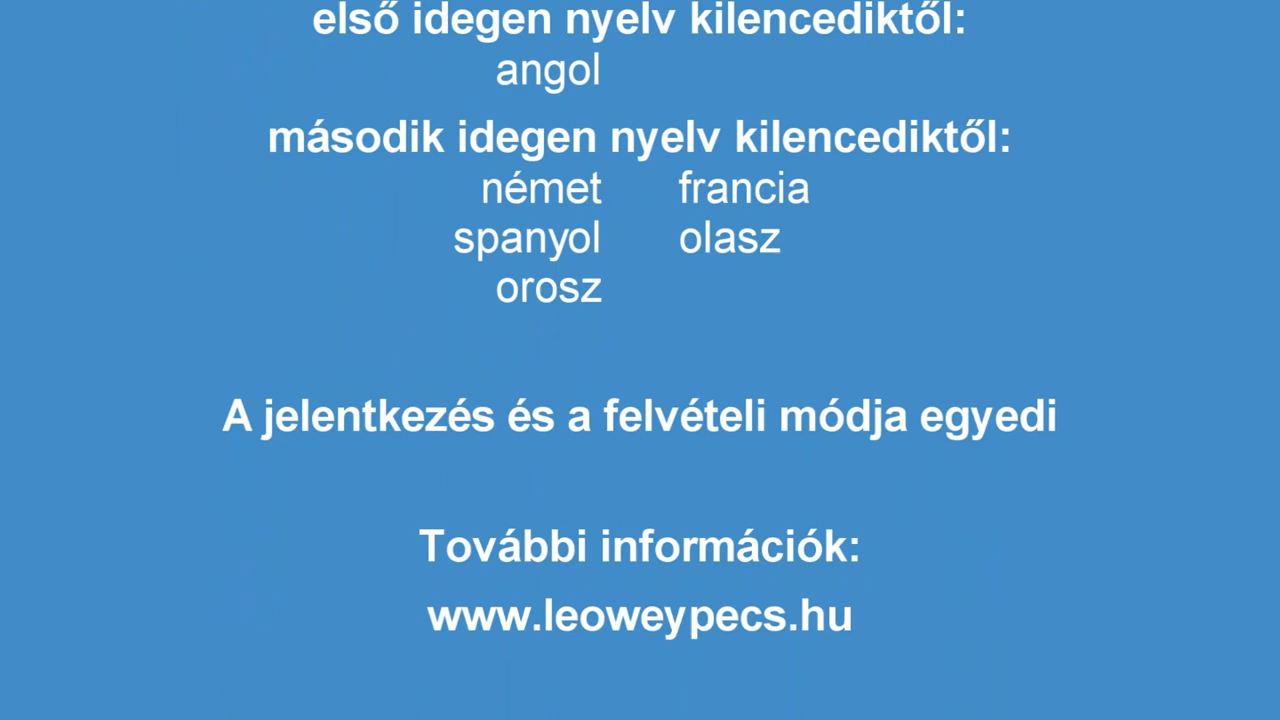 első idegen nyelv kilencediktől:
angol
második idegen nyelv kilencediktől:
német francia
spanyol olasz
orosz
A jelentkezés és a felvételi módja egyedi
További információk:
www.leoweypecs.hu